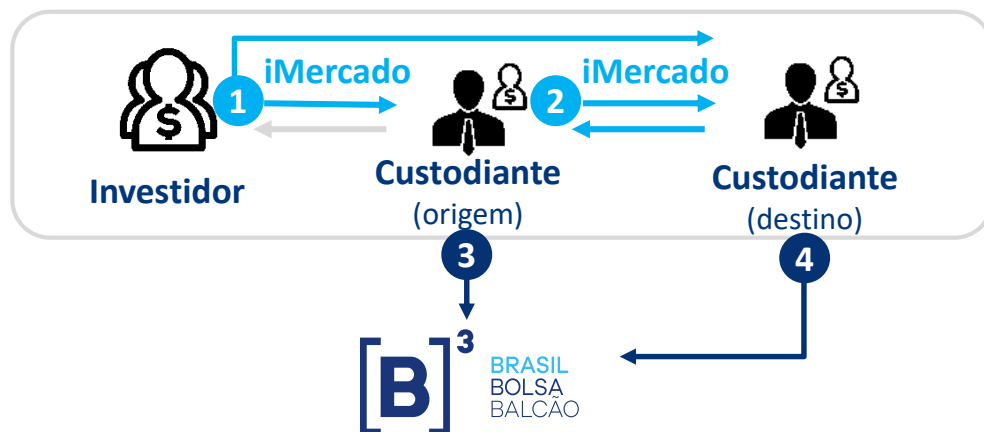 iMercado
iMercado
1
2
$
$
$
Investidor
Custodiante
(origem)
Custodiante
(destino)
3
4
[B]³
BRASIL
BOLSA
BALCÃO